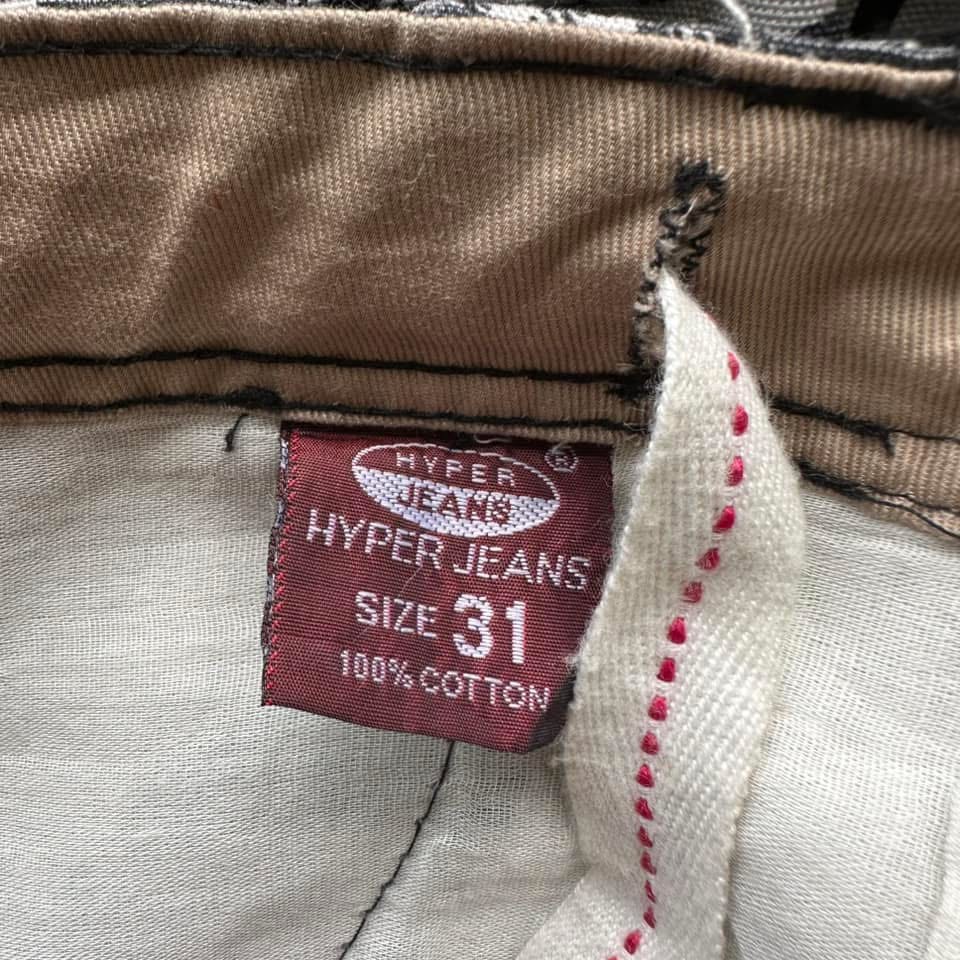 HYPER
JEANS
®
HYPER JEANS
SIZE 31
100% COTTON